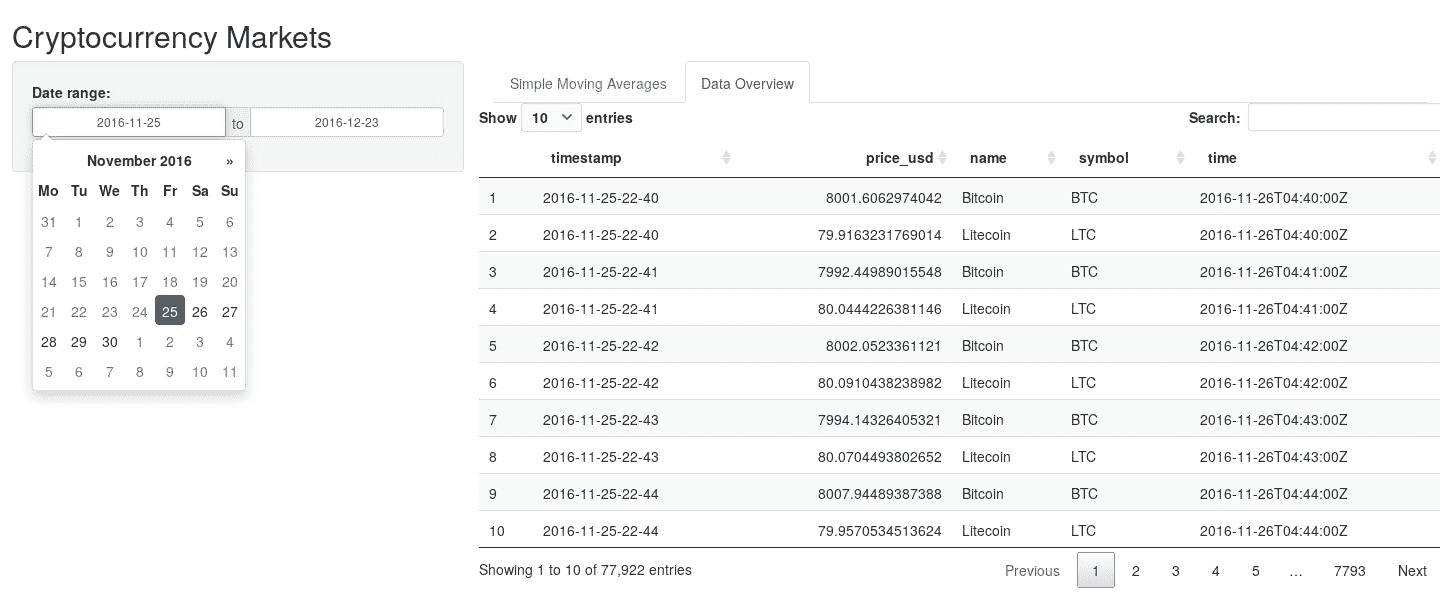 Cryptocurrency Markets
Date range:
2016-11-25 to 2016-12-23
November 2016 »
Mo Tu We Th Fr Sa Su
31 1 2 3 4 5 6
7 8 9 10 11 12 13
14 15 16 17 18 19 20
21 22 23 24 25 26 27
28 29 30 1 2 3 4
5 6 7 8 9 10 11
Simple Moving Averages Data Overview
Show 10 entries Search:
timestamp price_usd name symbol time
1 2016-11-25-22-40 8001.6062974042 Bitcoin BTC 2016-11-26T04:40:00Z
2 2016-11-25-22-40 79.9163231769014 Litecoin LTC 2016-11-26T04:40:00Z
3 2016-11-25-22-41 7992.44989015548 Bitcoin BTC 2016-11-26T04:41:00Z
4 2016-11-25-22-41 80.0444226381146 Litecoin LTC 2016-11-26T04:41:00Z
5 2016-11-25-22-42 8002.0523361121 Bitcoin BTC 2016-11-26T04:42:00Z
6 2016-11-25-22-42 80.0910438238982 Litecoin LTC 2016-11-26T04:42:00Z
7 2016-11-25-22-43 7994.14326405321 Bitcoin BTC 2016-11-26T04:43:00Z
8 2016-11-25-22-43 80.0704493802652 Litecoin LTC 2016-11-26T04:43:00Z
9 2016-11-25-22-44 8007.94489387388 Bitcoin BTC 2016-11-26T04:44:00Z
10 2016-11-25-22-44 79.9570534513624 Litecoin LTC 2016-11-26T04:44:00Z
Showing 1 to 10 of 77,922 entries Previous 1 2 3 4 5 … 7793 Next